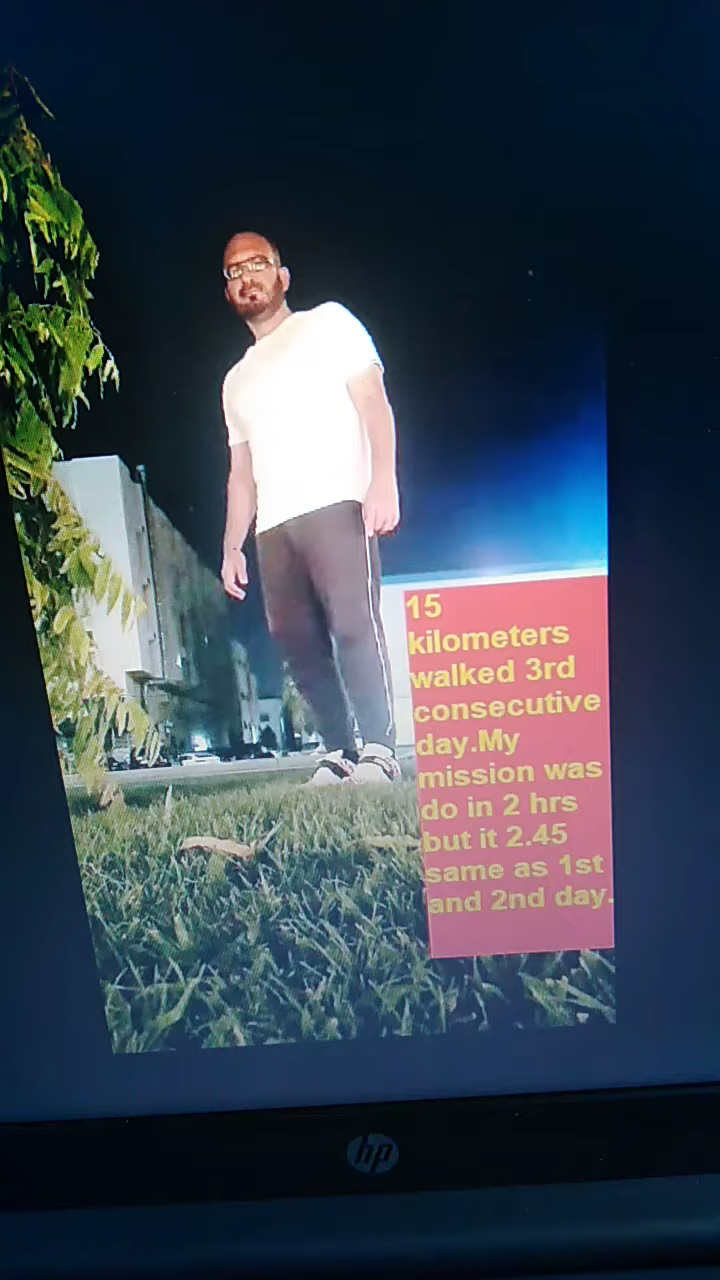 15
kilometers
walked 3rd
consecutive
day.My
mission was
do in 2 hrs
but it 2.45
same as 1st
and 2nd day.
hp